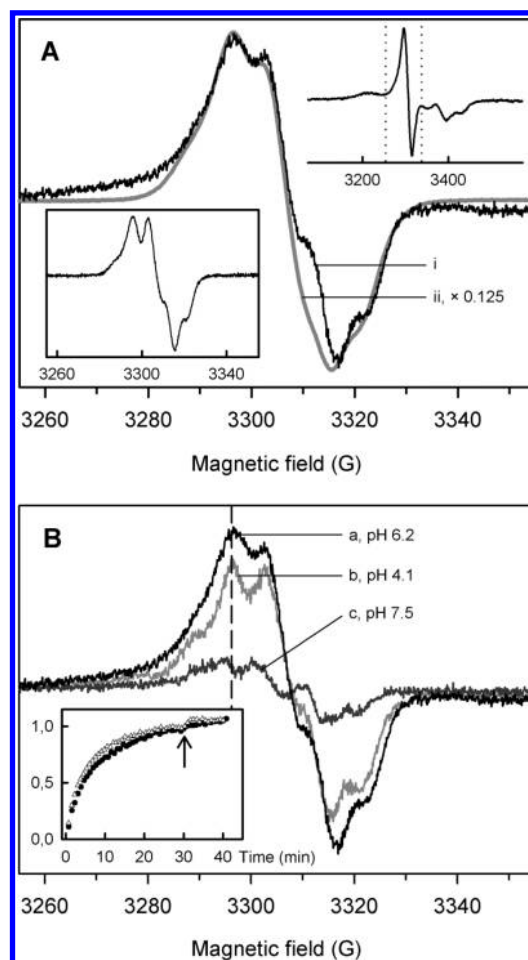 A
3200 3400
i
ii, × 0.125
3260 3300 3340
3260 3280 3300 3320 3340
Magnetic field (G)
B
a, pH 6.2
b, pH 4.1
c, pH 7.5
1,0
0,5
0,0
0 10 20 30 40
Time (min)
3260 3280 3300 3320 3340
Magnetic field (G)